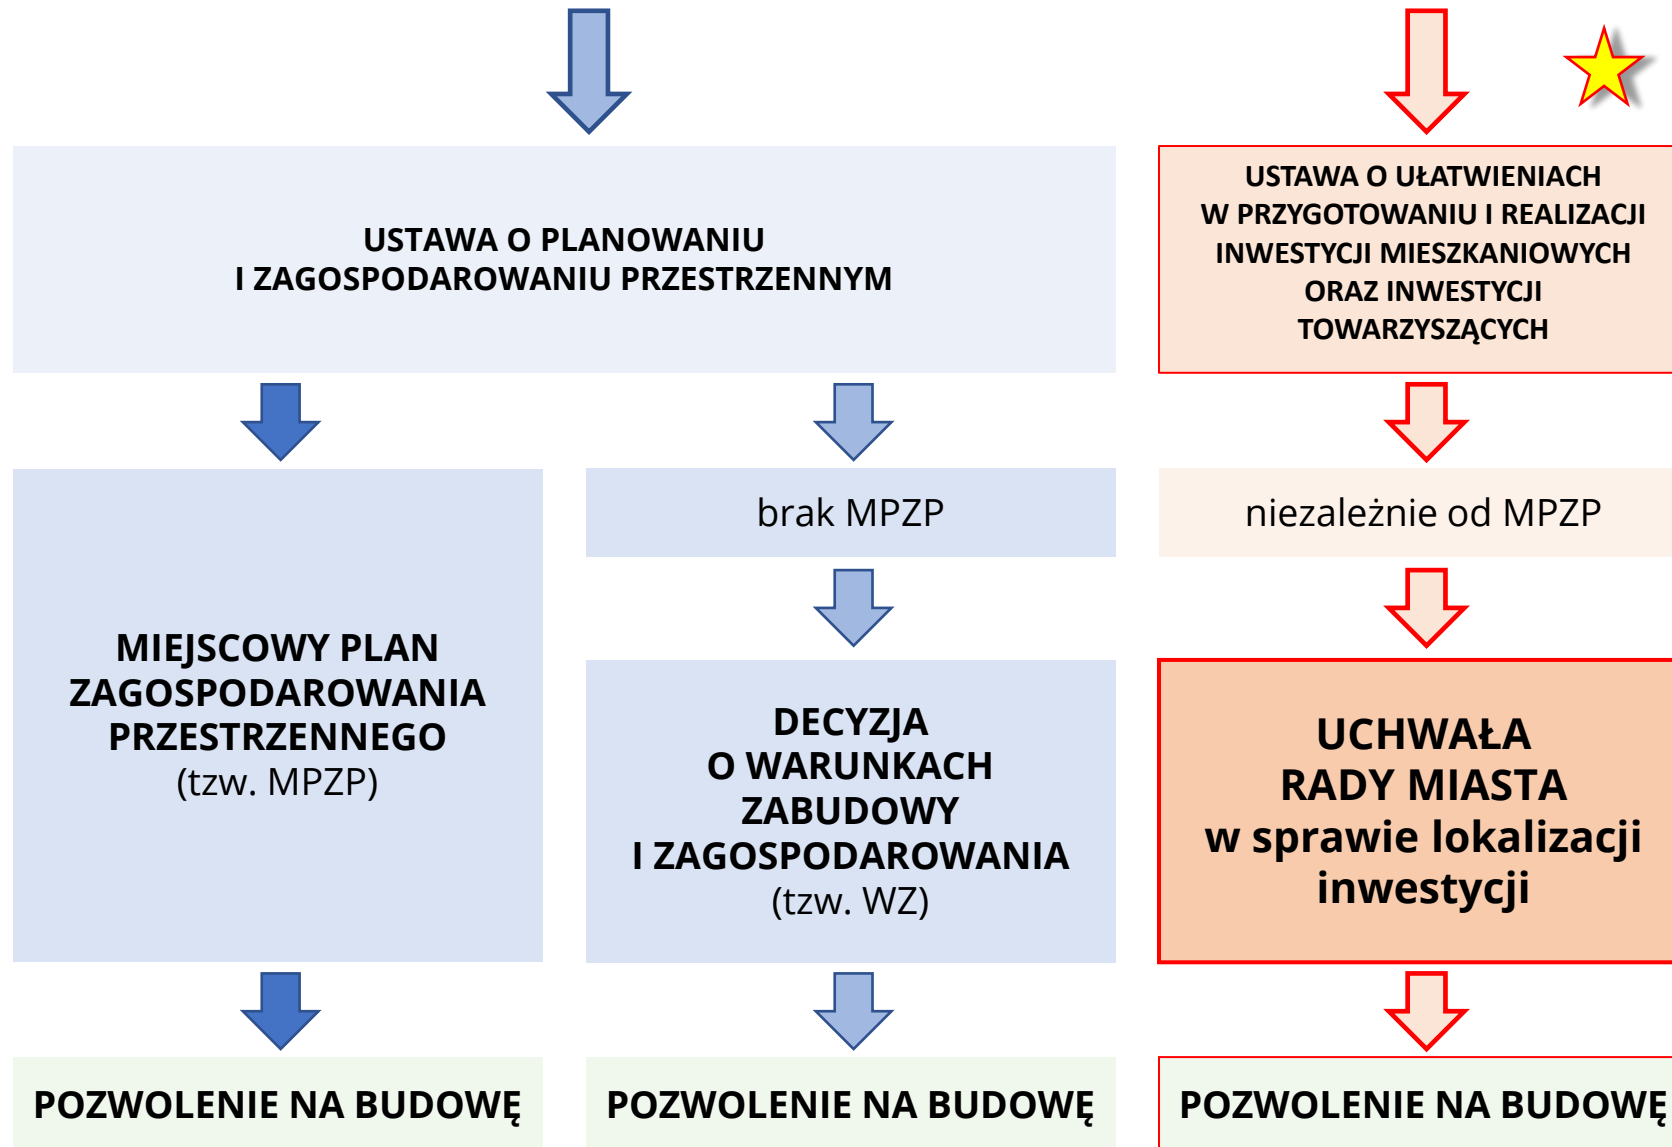 USTAWA O PLANOWANIU
I ZAGOSPODAROWANIU PRZESTRZENNYM
USTAWA O UŁATWIENIACH
W PRZYGOTOWANIU I REALIZACJI
INWESTYCJI MIESZKANIOWYCH
ORAZ INWESTYCJI
TOWARZYSZĄCYCH
MIEJSCOWY PLAN
ZAGOSPODAROWANIA
PRZESTRZENNEGO
(tzw. MPZP)
brak MPZP
DECYZJA
O WARUNKACH
ZABUDOWY
I ZAGOSPODAROWANIA
(tzw. WZ)
niezależnie od MPZP
UCHWAŁA
RADY MIASTA
w sprawie lokalizacji
inwestycji
POZWOLENIE NA BUDOWĘ
POZWOLENIE NA BUDOWĘ
POZWOLENIE NA BUDOWĘ